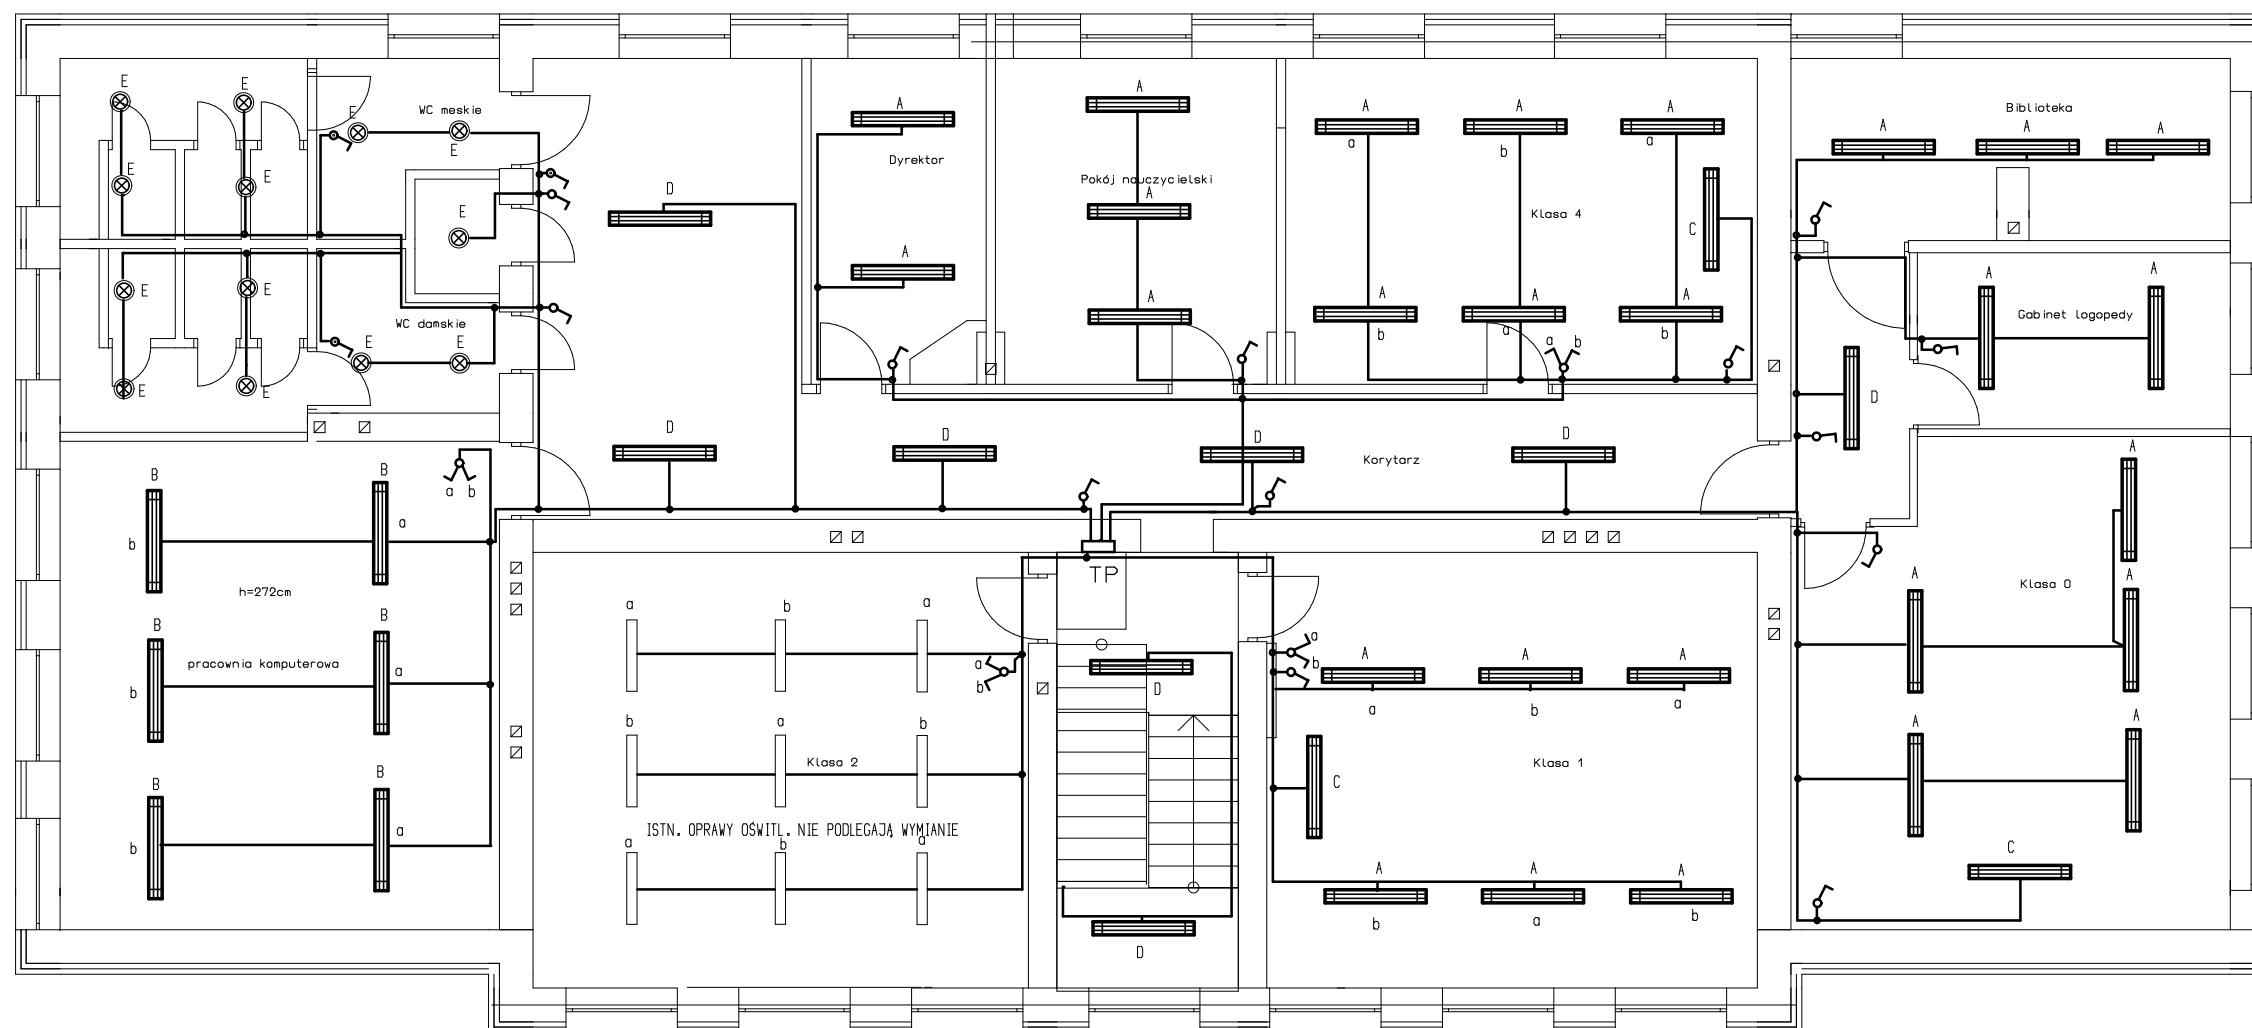 E
E
E
WC meskie
E
E
E
E
E
E
WC damskie
E
E
E
D
A
Dyrektor
A
A
Pokój nauczycielski
A
A
A
A
A
a
b
a
Klasa 4
C
A
A
A
b
a
b
a
b
Biblioteka
A
A
A
A
A
Gabinet logopedy
D
D
D
D
D
Korytarz
B
B
a
b
b
a
h=272cm
B
B
pracownia komputerowa
b
a
B
B
b
a
TP
a
b
a
a
b
b
a
b
Klasa 2
ISTN. OPRAWY OŚWITL. NIE PODLEGAJĄ WYMIANIE
a
b
a
D
D
a
b
A
A
A
a
b
a
Klasa 1
C
A
A
A
b
a
b
A
Klasa 0
A
A
A
A
C